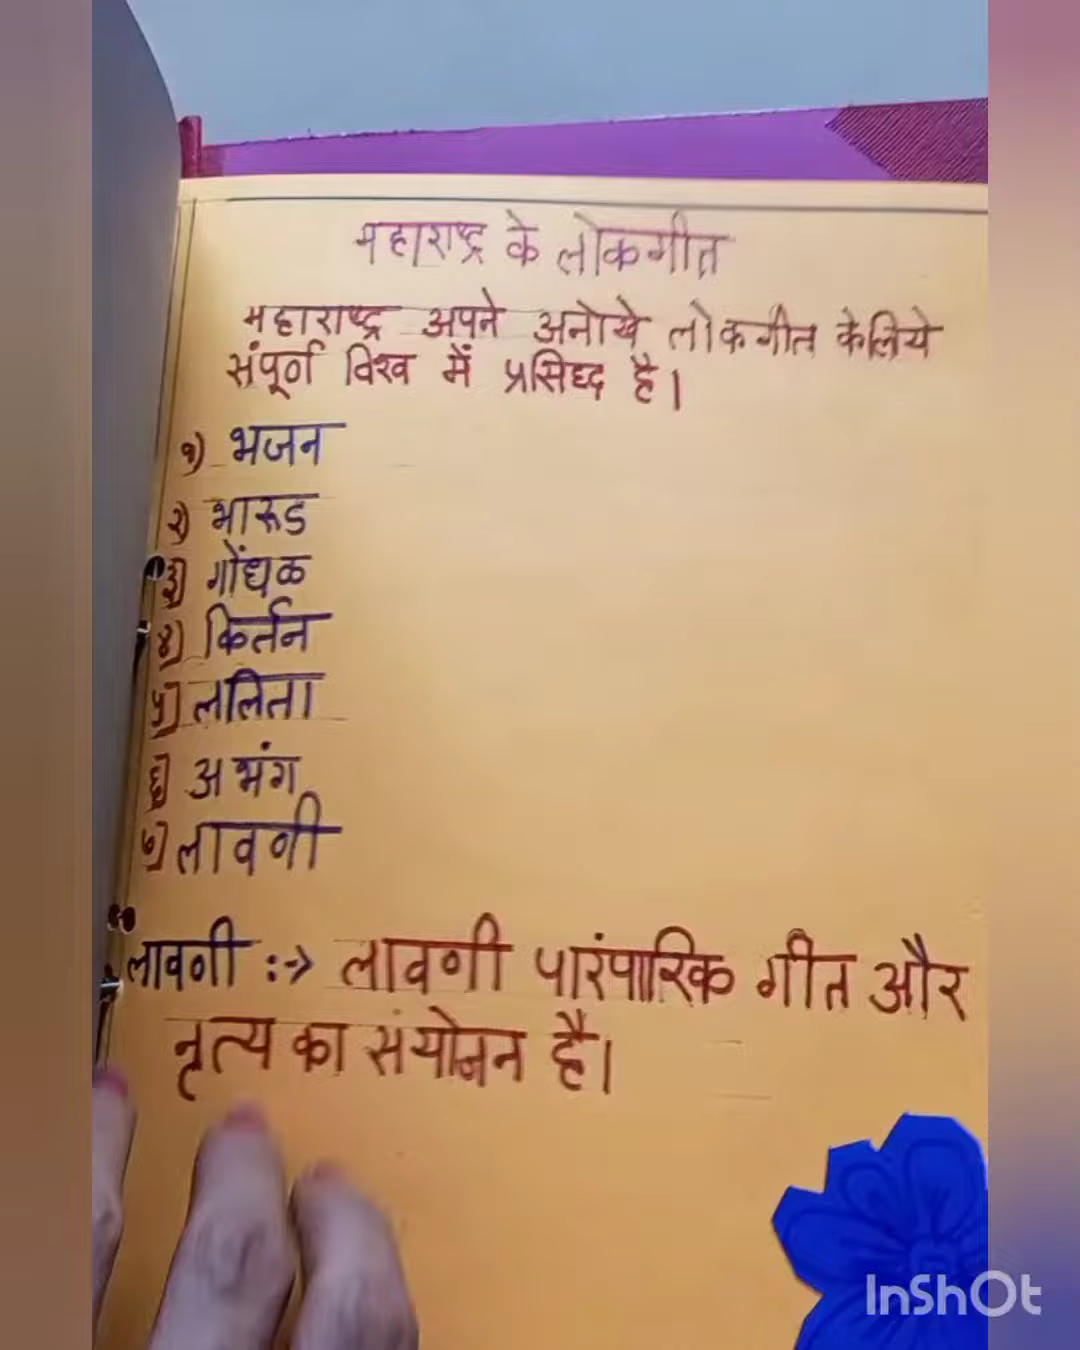 महाराष्ट्र के लोकगीत
महाराष्ट्र अपने अनोखे लोकगीत केलिये
संपूर्ण विश्व में प्रसिध्द है।
१) भजन
२) भारूड
३) गोंधळ
४) किर्तन
५) ललिता
६) अभंग
७) लावणी
लावणी :→ लावणी पारंपारिक गीत और
नृत्य का संयोजन है।
InShOt